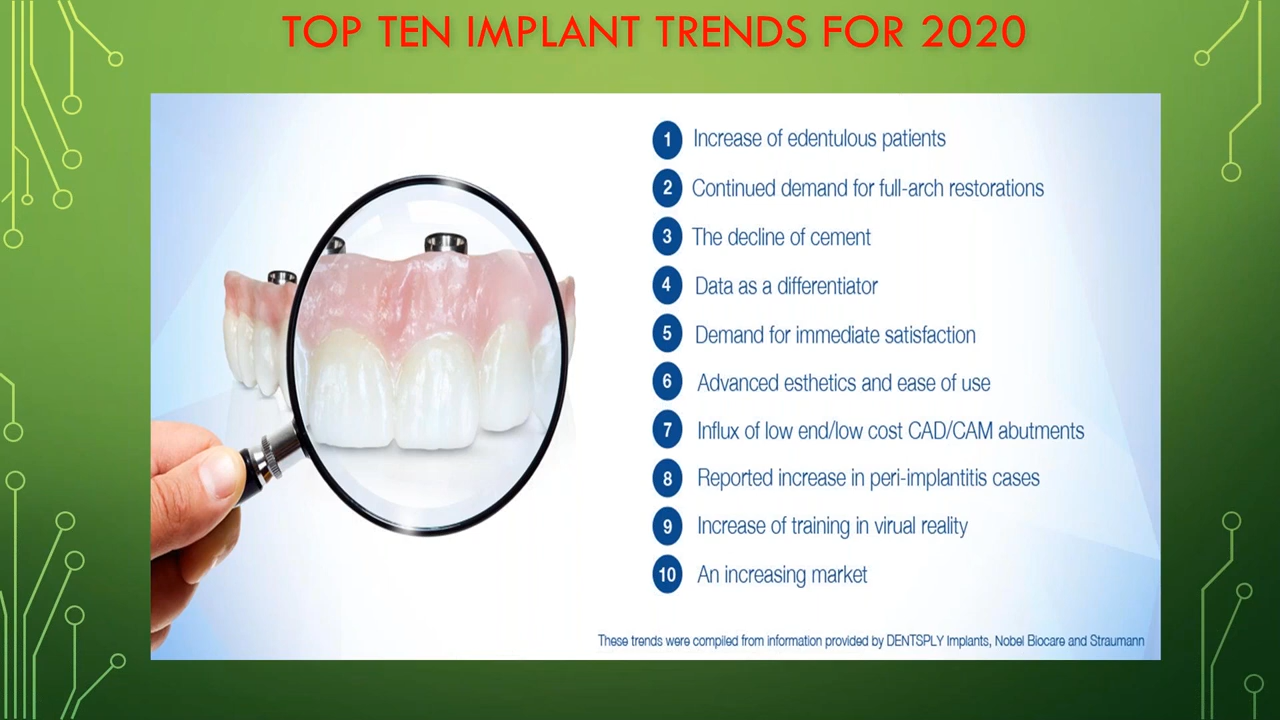 TOP TEN IMPLANT TRENDS FOR 2020
1 Increase of edentulous patients
2 Continued demand for full-arch restorations
3 The decline of cement
4 Data as a differentiator
5 Demand for immediate satisfaction
6 Advanced esthetics and ease of use
7 Influx of low end/low cost CAD/CAM abutments
8 Reported increase in peri-implantitis cases
9 Increase of training in virual reality
10 An increasing market
These trends were compiled from information provided by DENTSPLY Implants, Nobel Biocare and Straumann